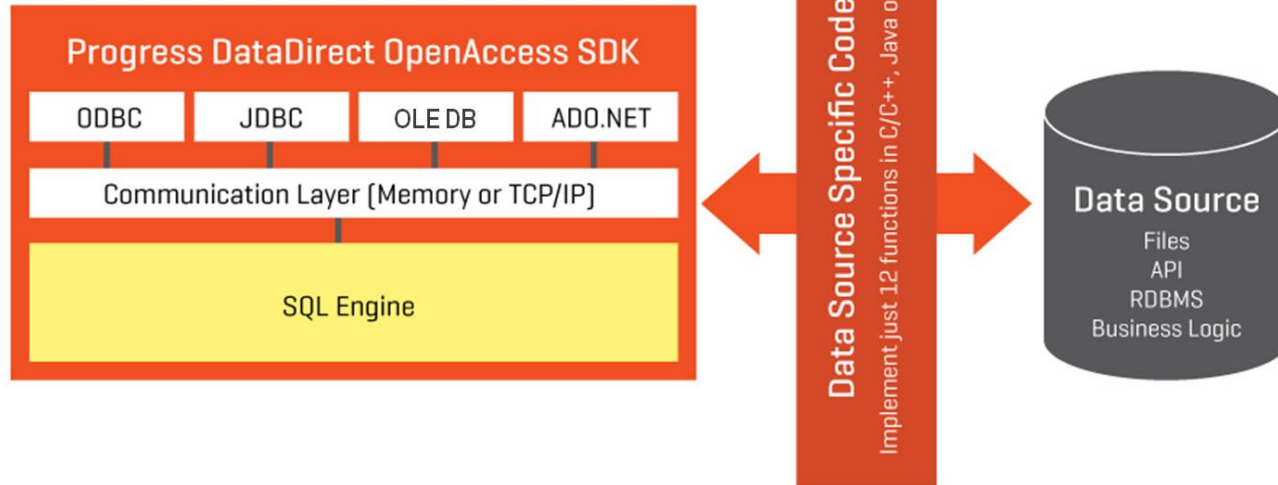 Progress DataDirect OpenAccess SDK
ODBC
JDBC
OLE DB
ADO.NET
Communication Layer (Memory or TCP/IP)
SQL Engine
Data Source Specific Code
Implement just 12 functions in C/C++, Java o
Data Source
Files
API
RDBMS
Business Logic